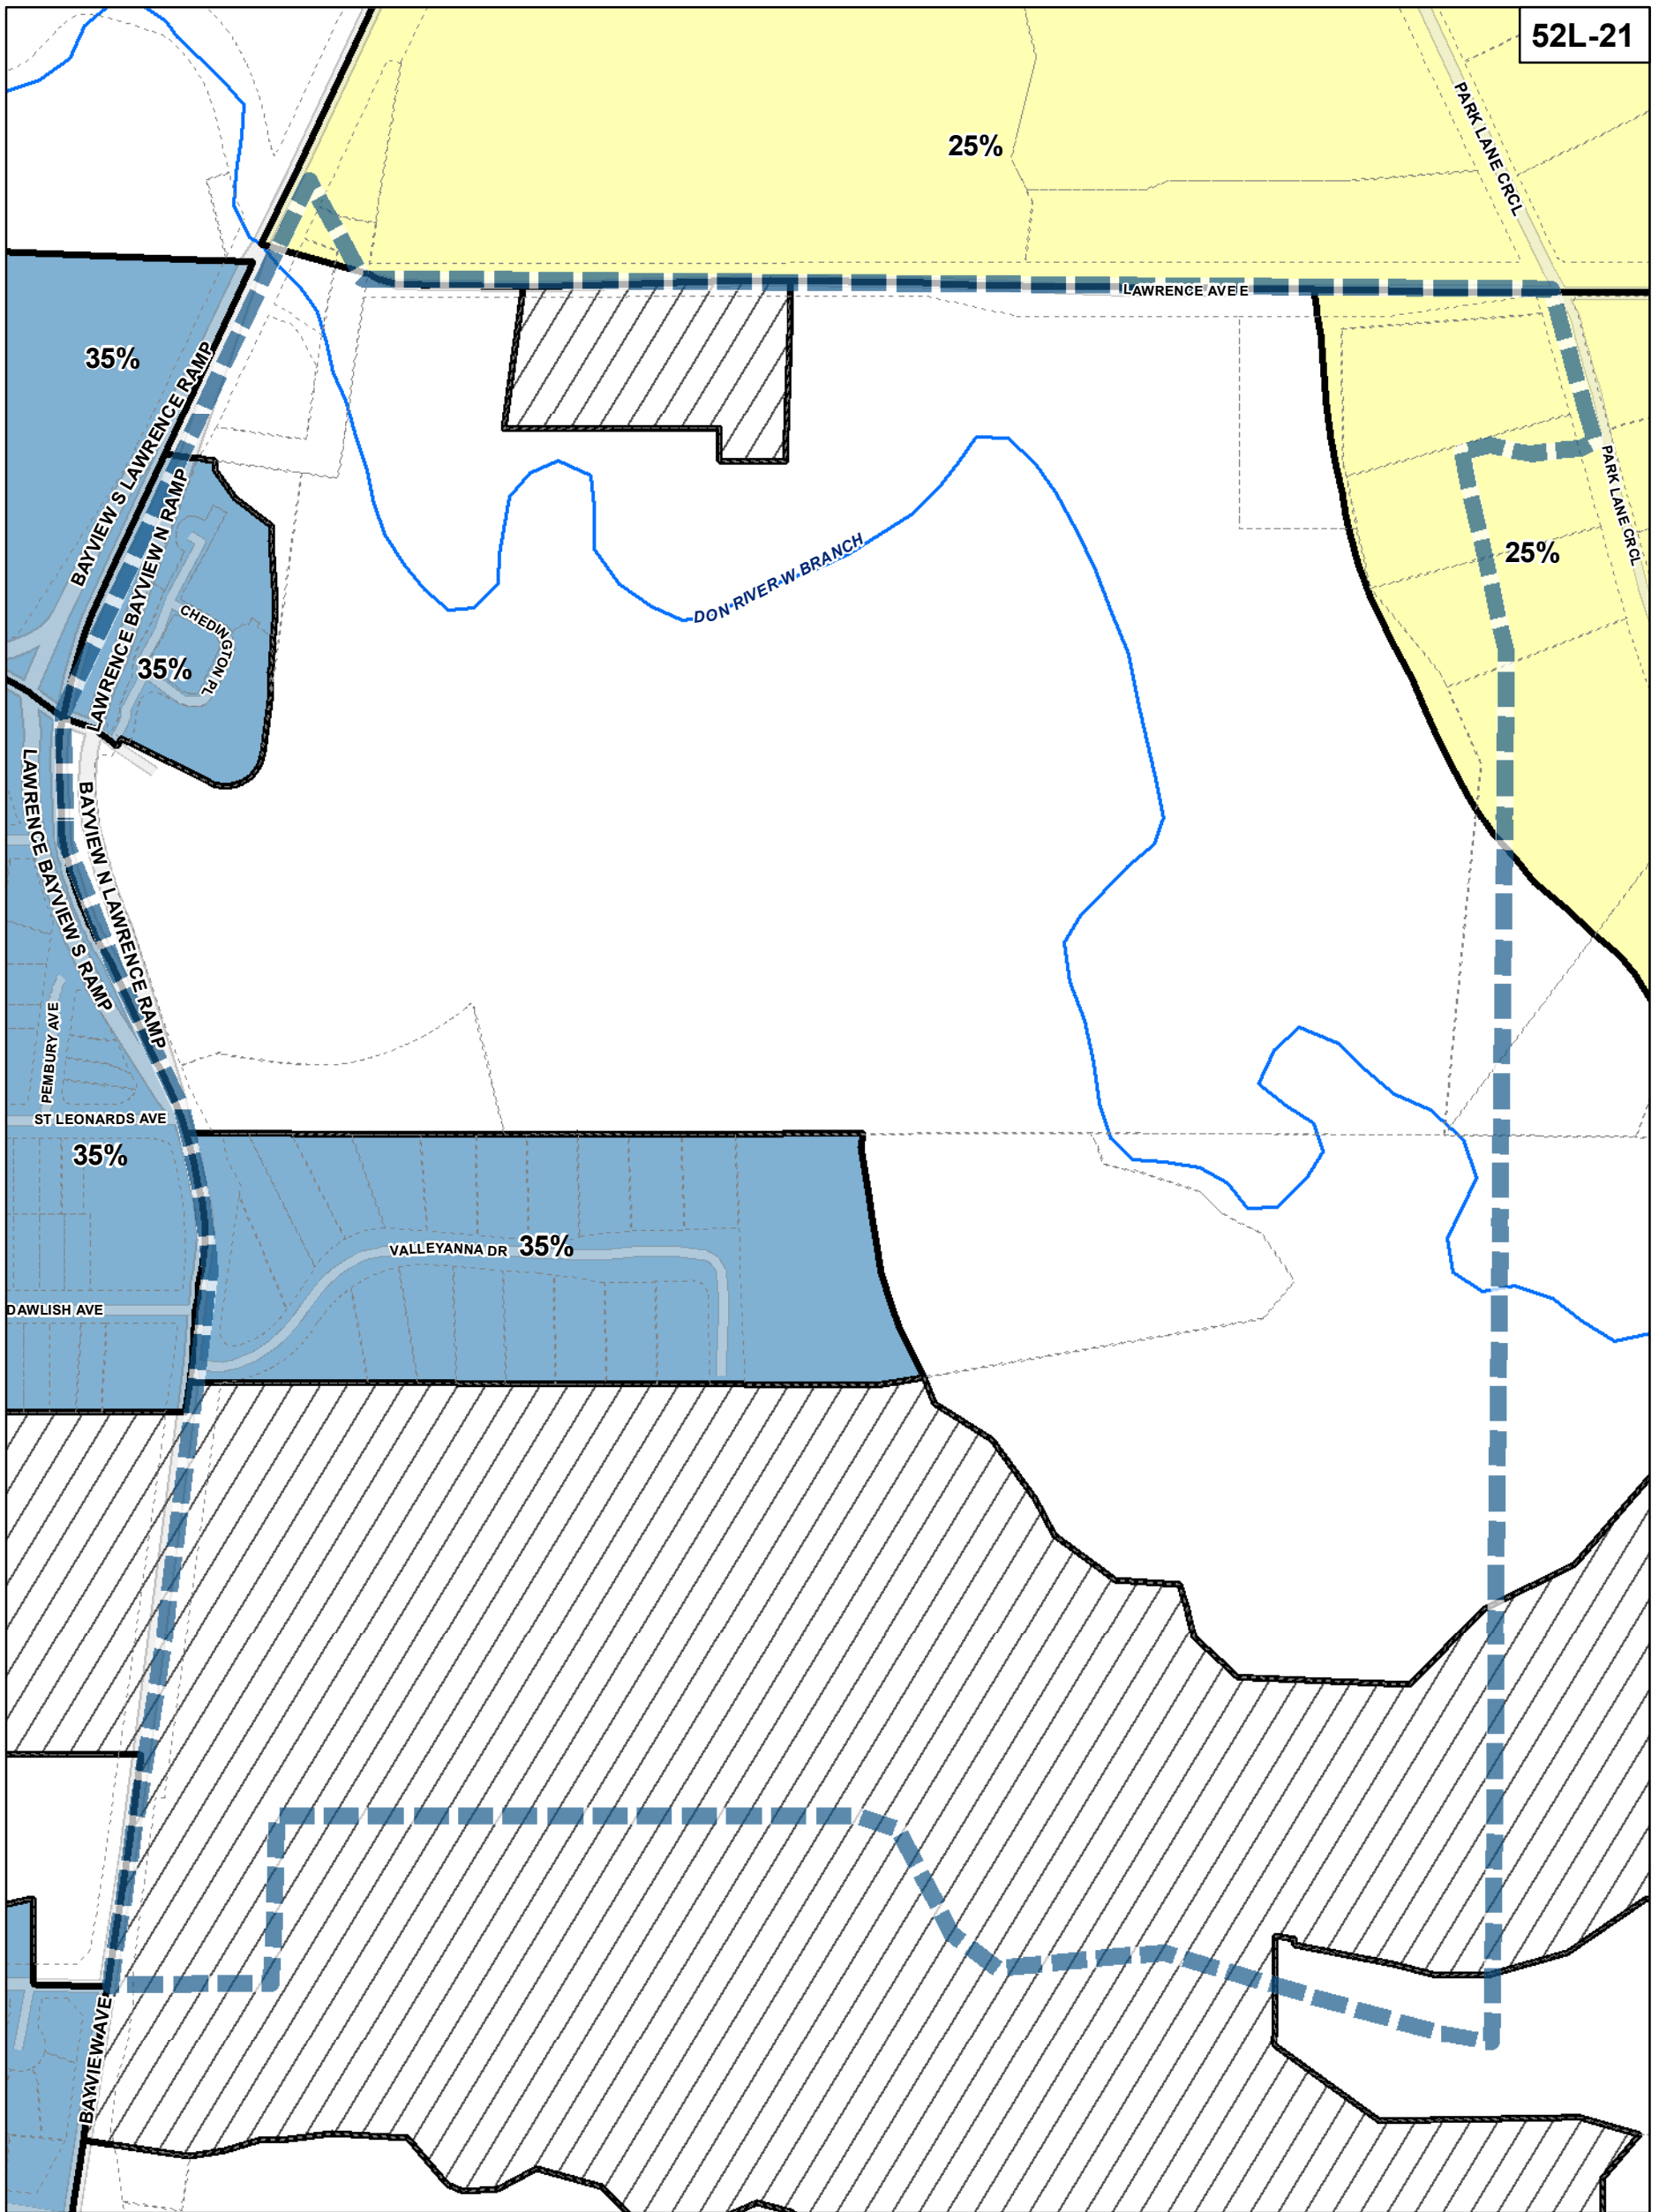 52L-21
PARK LANE CRCL
25%
LAWRENCE AVE E
35%
BAYVIEW S LAWRENCE RAMP
PARK LANE CRCL
LAWRENCE BAYVIEW N RAMP
25%
DON RIVER W BRANCH
CHEDINGTON PL
35%
LAWRENCE BAYVIEW S RAMP
BAYVIEW N LAWRENCE RAMP
PEMBURY AVE
ST LEONARDS AVE
35%
VALLEYANNA DR
35%
DAWLISH AVE
BAYVIEW AVE